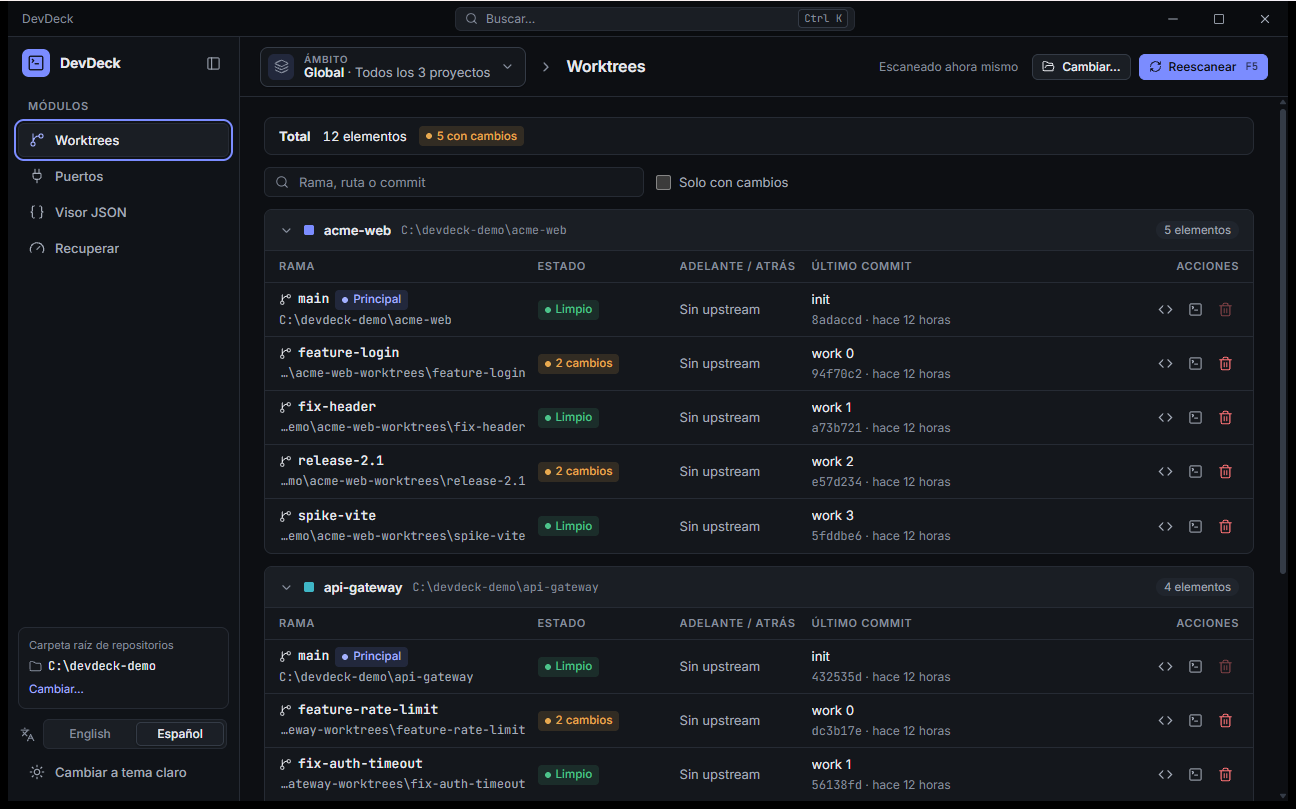 DevDeck
Buscar...
Ctrl K
DevDeck
MÓDULOS
Worktrees
Puertos
Visor JSON
Recuperar
Carpeta raíz de repositorios
C:\devdeck-demo
Cambiar...
English
Español
Cambiar a tema claro
ÁMBITO
Global · Todos los 3 proyectos
Worktrees
Escaneado ahora mismo
Cambiar...
Reescanear F5
Total 12 elementos 5 con cambios
Rama, ruta o commit
Solo con cambios
acme-web C:\devdeck-demo\acme-web 5 elementos
RAMA ESTADO ADELANTE / ATRÁS ÚLTIMO COMMIT ACCIONES
main Principal
C:\devdeck-demo\acme-web
Limpio
Sin upstream
init
8adaccd · hace 12 horas
feature-login
…\acme-web-worktrees\feature-login
2 cambios
Sin upstream
work 0
94f70c2 · hace 12 horas
fix-header
…emo\acme-web-worktrees\fix-header
Limpio
Sin upstream
work 1
a73b721 · hace 12 horas
release-2.1
…mo\acme-web-worktrees\release-2.1
2 cambios
Sin upstream
work 2
e57d234 · hace 12 horas
spike-vite
…emo\acme-web-worktrees\spike-vite
Limpio
Sin upstream
work 3
5fddbe6 · hace 12 horas
api-gateway C:\devdeck-demo\api-gateway 4 elementos
RAMA ESTADO ADELANTE / ATRÁS ÚLTIMO COMMIT ACCIONES
main Principal
C:\devdeck-demo\api-gateway
Limpio
Sin upstream
init
432535d · hace 12 horas
feature-rate-limit
…eway-worktrees\feature-rate-limit
2 cambios
Sin upstream
work 0
dc3b17e · hace 12 horas
fix-auth-timeout
…ateway-worktrees\fix-auth-timeout
Limpio
Sin upstream
work 1
56138fd · hace 12 horas